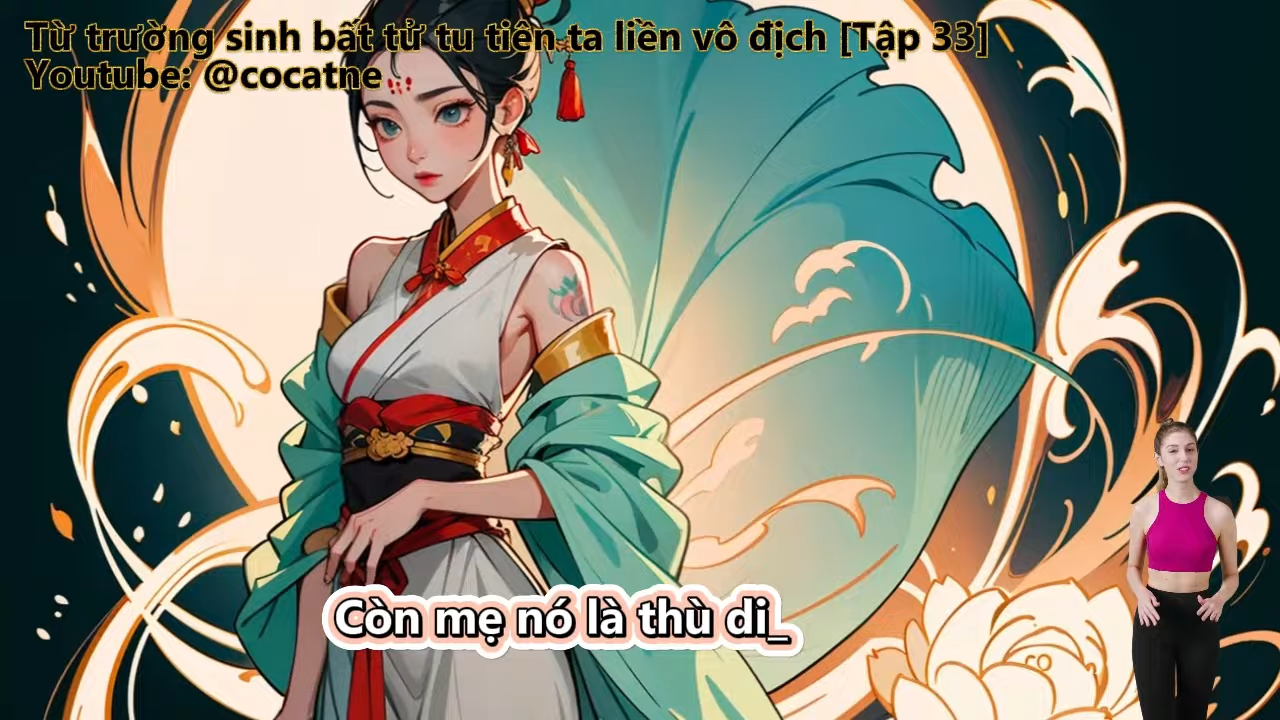 Từ trường sinh bất tử tu tiên ta liền vô địch [Tập 33]
Youtube: @cocatne
Còn mẹ nó là thù di_